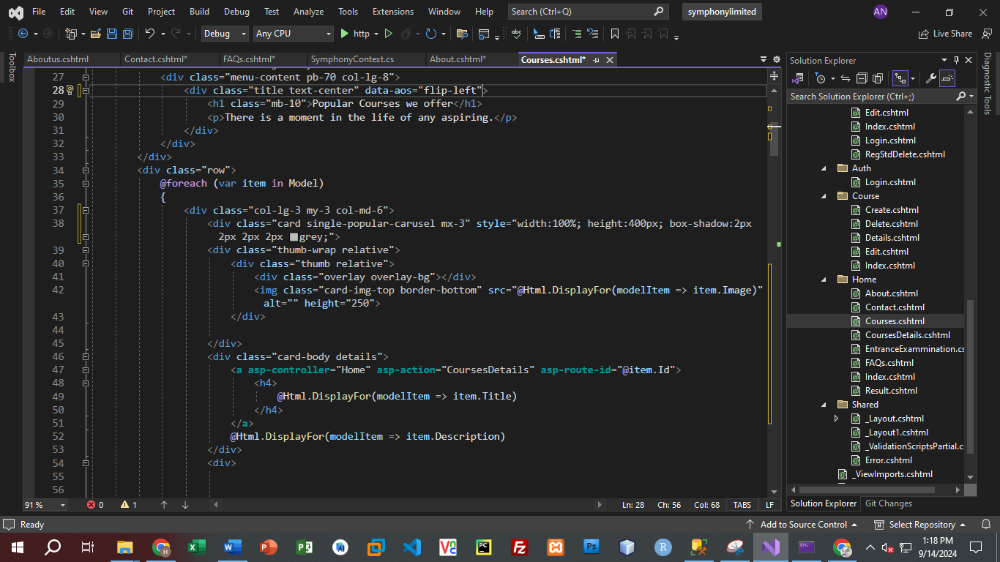 File Edit View Git Project Build Debug Test Analyze Tools Extensions Window Help Search (Ctrl+Q) symphonylimited AN
Debug Any CPU http Live Share
Toolbox
Aboutus.cshtml Contact.cshtml* FAQs.cshtml* SymphonyContext.cs About.cshtml* Courses.cshtml*
27 <div class="menu-content pb-70 col-lg-8">
28 <div class="title text-center" data-aos="flip-left">
29 <h1 class="mb-10">Popular Courses we offer</h1>
30 <p>There is a moment in the life of any aspiring.</p>
31 </div>
32 </div>
33 </div>
34 <div class="row">
35 @foreach (var item in Model)
36 {
37 <div class="col-lg-3 my-3 col-md-6">
38 <div class="card single-popular-carusel mx-3" style="width:100%; height:400px; box-shadow:2px
2px 2px 2px grey;">
39 <div class="thumb-wrap relative">
40 <div class="thumb relative">
41 <div class="overlay overlay-bg"></div>
42 <img class="card-img-top border-bottom" src="@Html.DisplayFor(modelItem => item.Image)"
alt="" height="250">
43 </div>
44
45 </div>
46 <div class="card-body details">
47 <a asp-controller="Home" asp-action="CoursesDetails" asp-route-id="@item.Id">
48 <h4>
49 @Html.DisplayFor(modelItem => item.Title)
50 </h4>
51 </a>
52 @Html.DisplayFor(modelItem => item.Description)
53 </div>
54 <div>
55
56
91 % 0 1 Ln: 28 Ch: 56 Col: 68 TABS LF
Solution Explorer
Search Solution Explorer (Ctrl+;)
Edit.cshtml
Index.cshtml
Login.cshtml
RegStdDelete.cshtml
Auth
Login.cshtml
Course
Create.cshtml
Delete.cshtml
Details.cshtml
Edit.cshtml
Index.cshtml
Home
About.cshtml
Contact.cshtml
Courses.cshtml
CoursesDetails.cshtml
EntranceExammination.cs
FAQs.cshtml
Index.cshtml
Result.cshtml
Shared
_Layout.cshtml
_Layout1.cshtml
_ValidationScriptsPartial.cs
Error.cshtml
_ViewImports.cshtml
Solution Explorer Git Changes
Diagnostic Tools
Ready Add to Source Control Select Repository
1:18 PM
9/14/2024